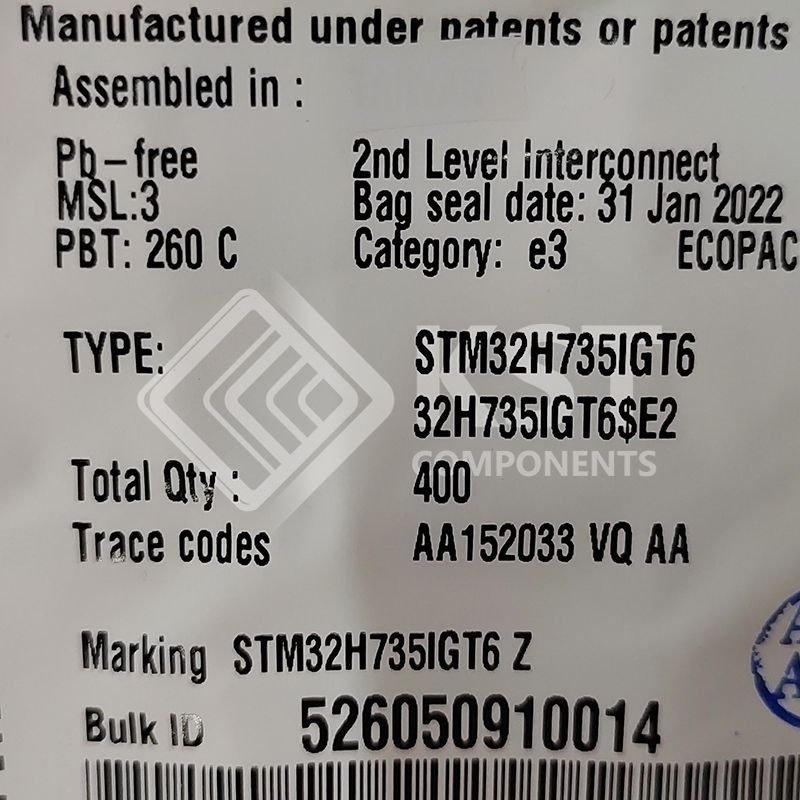 Manufactured under patents or patents
Assembled in :
Pb-free 2nd Level Interconnect
MSL:3 Bag seal date: 31 Jan 2022
PBT: 260 C Category: e3 ECOPAC
TYPE: STM32H735IGT6
32H735IGT6$E2
KST
COMPONENTS
Total Qty : 400
Trace codes AA152033 VQ AA
Marking STM32H735IGT6 Z
Bulk ID 526050910014